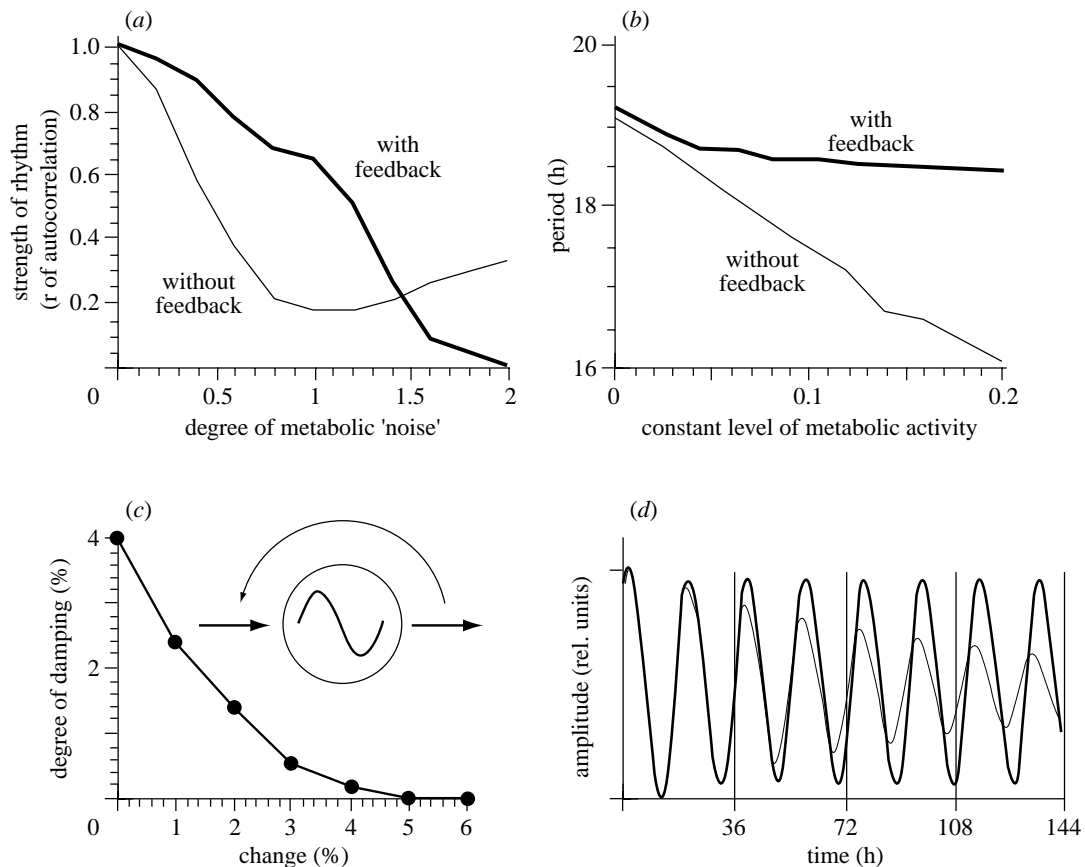 (a)
1.0
0.8
0.6
0.4
0.2
0
0.5
1
1.5
2
strength of rhythm
(r of autocorrelation)
with
feedback
without
feedback
degree of metabolic 'noise'
(b)
20
18
16
0
0.1
0.2
period (h)
with
feedback
without
feedback
constant level of metabolic activity
(c)
4
2
0
1
2
3
4
5
6
degree of damping (%)
change (%)
(d)
amplitude (rel. units)
36
72
108
144
time (h)